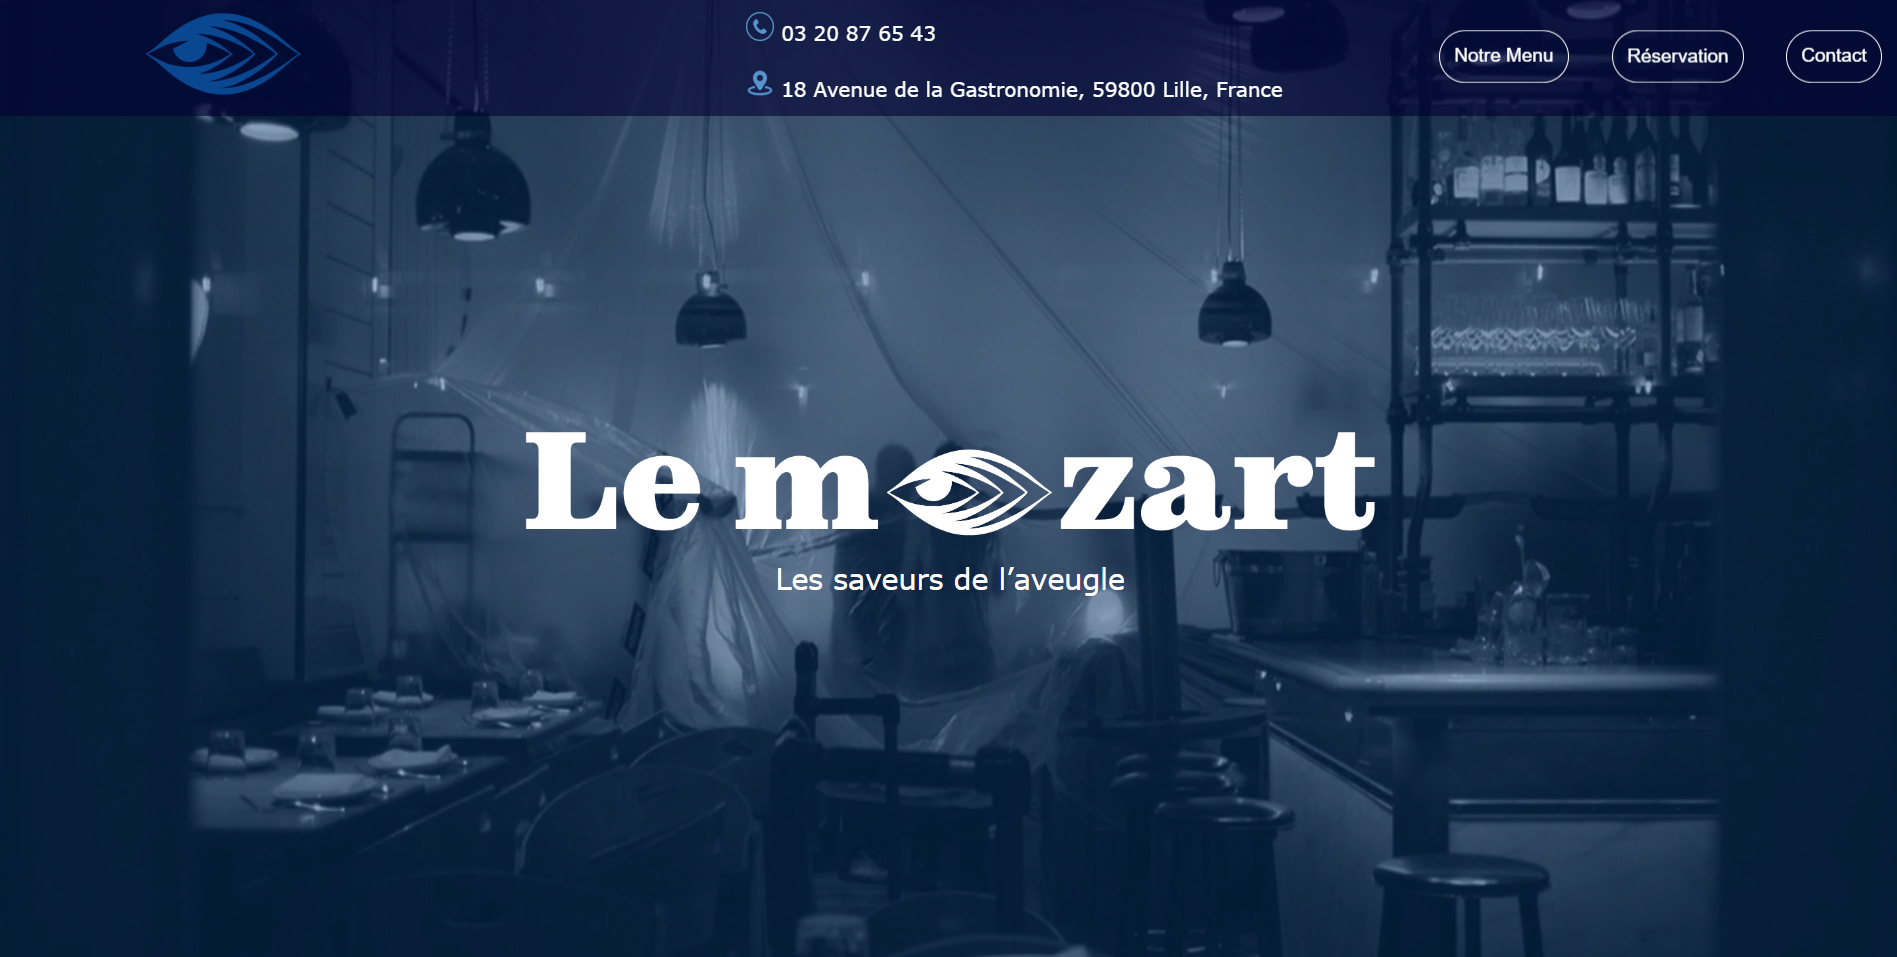 03 20 87 65 43
18 Avenue de la Gastronomie, 59800 Lille, France
Notre Menu
Réservation
Contact
Le mozart
Les saveurs de l’aveugle